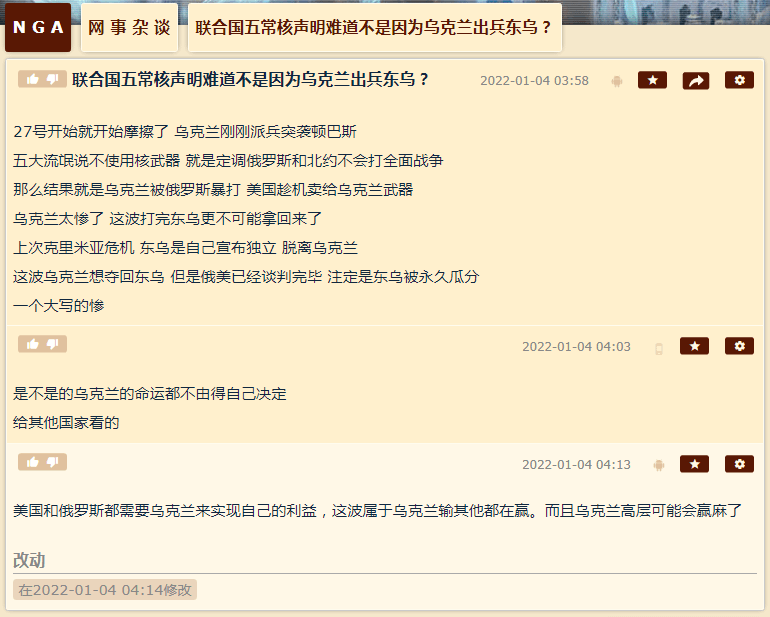 NGA 网事杂谈 联合国五常核声明难道不是因为乌克兰出兵东乌？
联合国五常核声明难道不是因为乌克兰出兵东乌？ 2022-01-04 03:58
27号开始就开始摩擦了 乌克兰刚刚派兵突袭顿巴斯
五大流氓说不使用核武器 就是定调俄罗斯和北约不会打全面战争
那么结果就是乌克兰被俄罗斯暴打 美国趁机卖给乌克兰武器
乌克兰太惨了 这波打完东乌更不可能拿回来了
上次克里米亚危机 东乌是自己宣布独立 脱离乌克兰
这波乌克兰想夺回东乌 但是俄美已经谈判完毕 注定是东乌被永久瓜分
一个大写的惨
2022-01-04 04:03
是不是的乌克兰的命运都不由得自己决定
给其他国家看的
2022-01-04 04:13
美国和俄罗斯都需要乌克兰来实现自己的利益，这波属于乌克兰输其他都在赢。而且乌克兰高层可能会赢麻了
改动
在2022-01-04 04:14修改